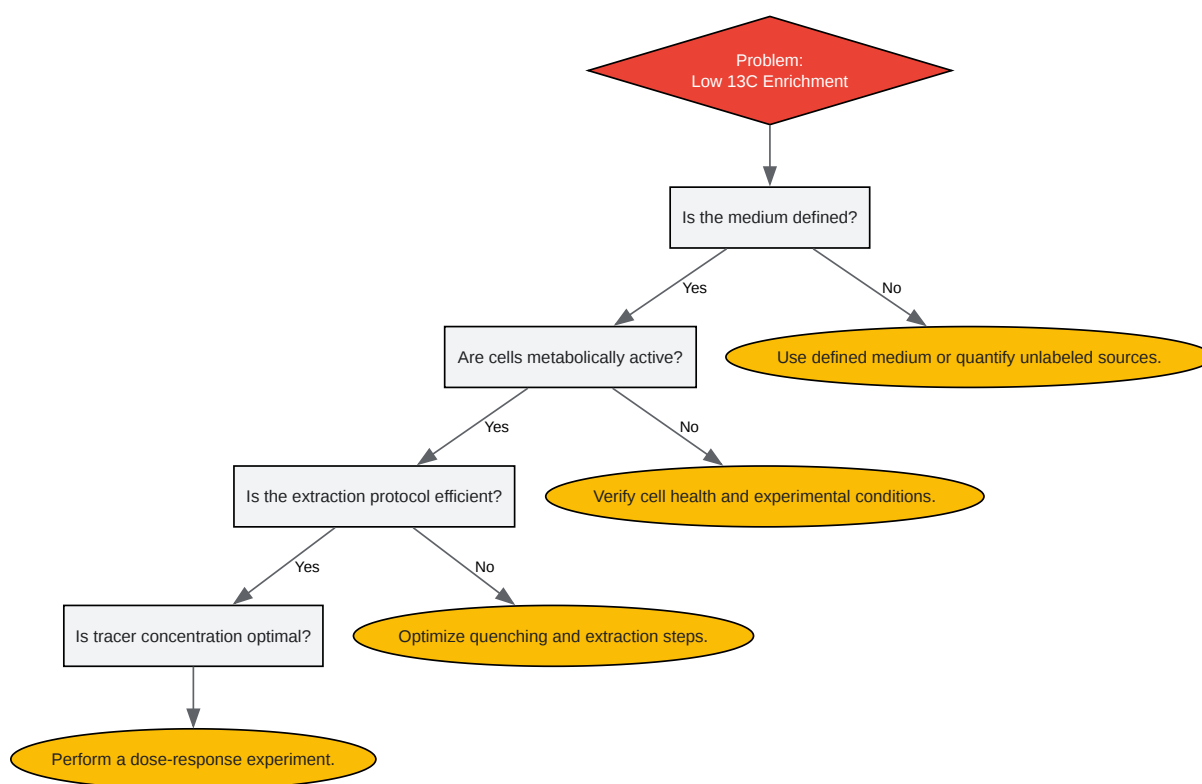 Problem:
Low 13C Enrichment
Is the medium defined?
Yes
No
Are cells metabolically active?
Use defined medium or quantify unlabeled sources.
Yes
No
Is the extraction protocol efficient?
Verify cell health and experimental conditions.
Yes
No
Is tracer concentration optimal?
Optimize quenching and extraction steps.
Perform a dose-response experiment.